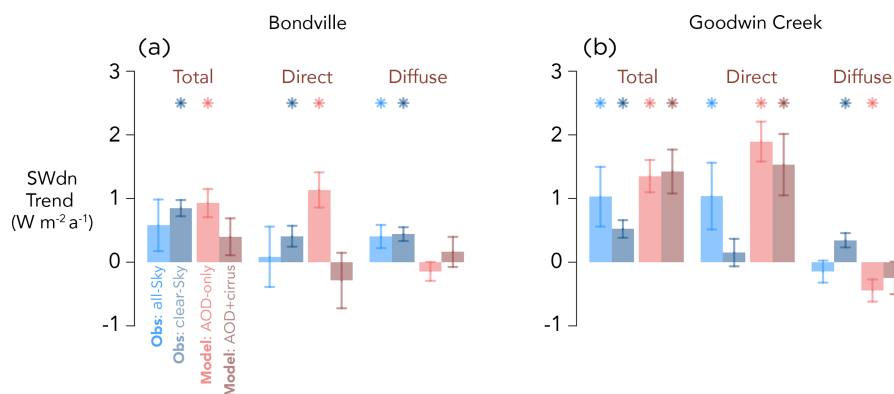 Bondville
Goodwin Creek
(a)
(b)
3
Total
Direct
Diffuse
3
Total
Direct
Diffuse
* * * * * *
* * * * * * * * *
2
2
SWdn
Trend
(W m-2 a-1)
1
1
0
0
-1
-1
Obs: all-Sky
Obs: clear-Sky
Model: AOD-only
Model: AOD+cirrus